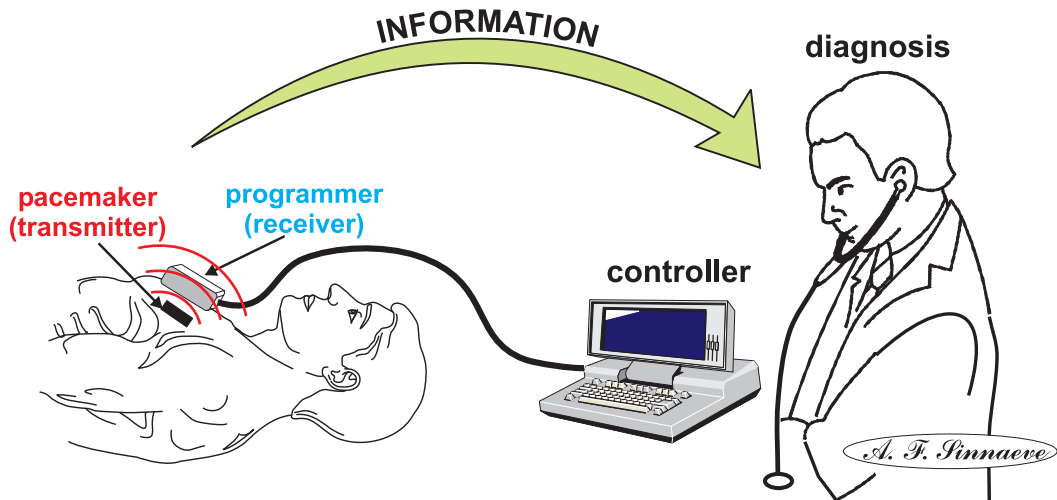 INFORMATION
diagnosis
pacemaker
(transmitter)
programmer
(receiver)
controller
A. F. Sinnaeve